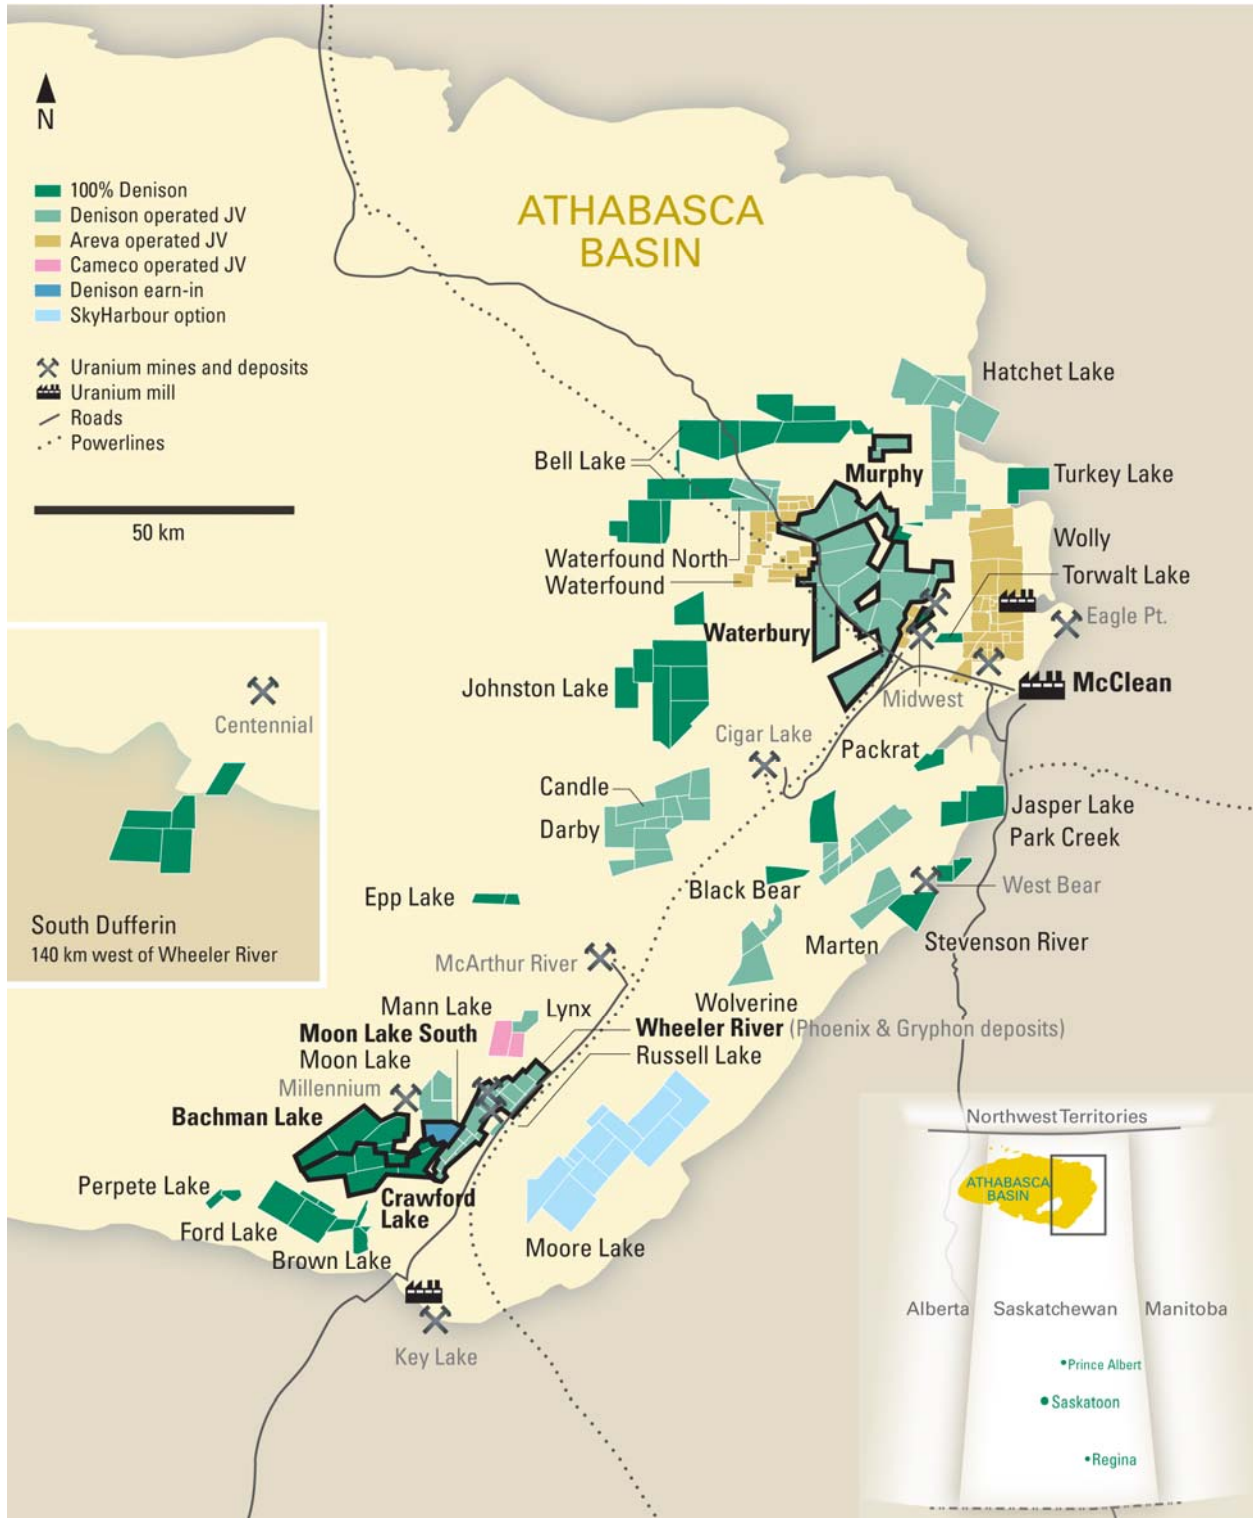 N
100% Denison
Denison operated JV
Areva operated JV
Cameco operated JV
Denison earn-in
SkyHarbour option
Uranium mines and deposits
Uranium mill
Roads
Powerlines
50 km
ATHABASCA
BASIN
Hatchet Lake
Bell Lake
Murphy
Turkey Lake
Wolly
Waterfound North
Waterfound
Torwalt Lake
Eagle Pt.
Waterbury
Johnston Lake
Midwest
McClean
Cigar Lake
Packrat
Candle
Darby
Jasper Lake
Park Creek
Epp Lake
Black Bear
West Bear
Marten
Stevenson River
McArthur River
Wolverine
Mann Lake
Lynx
Moon Lake South
Wheeler River (Phoenix & Gryphon deposits)
Moon Lake
Russell Lake
Millennium
Bachman Lake
Perpete Lake
Crawford
Lake
Ford Lake
Brown Lake
Moore Lake
Key Lake
Centennial
South Dufferin
140 km west of Wheeler River
Northwest Territories
ATHABASCA
BASIN
Alberta
Saskatchewan
Manitoba
Prince Albert
Saskatoon
Regina